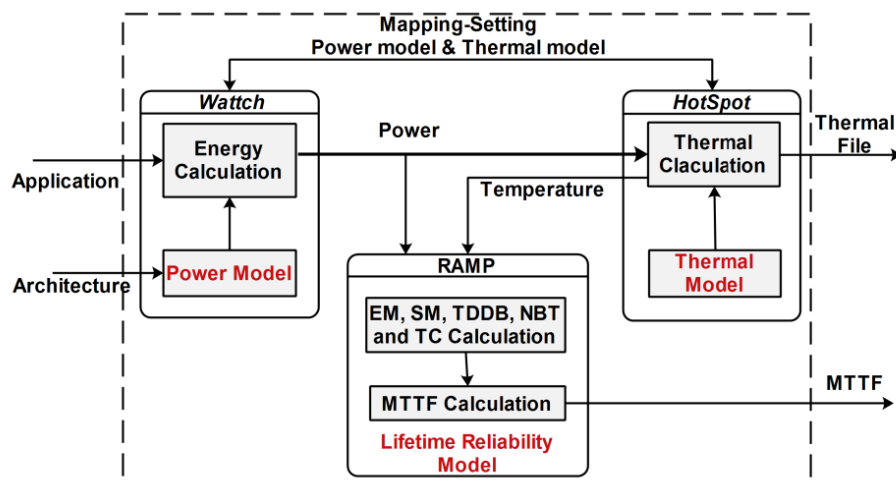 Mapping-Setting
Power model & Thermal model
Wattch
HotSpot
Power
Energy
Calculation
Thermal
Claculation
Thermal
File
Application
Temperature
Architecture
Power Model
RAMP
Thermal
Model
EM, SM, TDDB, NBT
and TC Calculation
MTTF Calculation
MTTF
Lifetime Reliability
Model